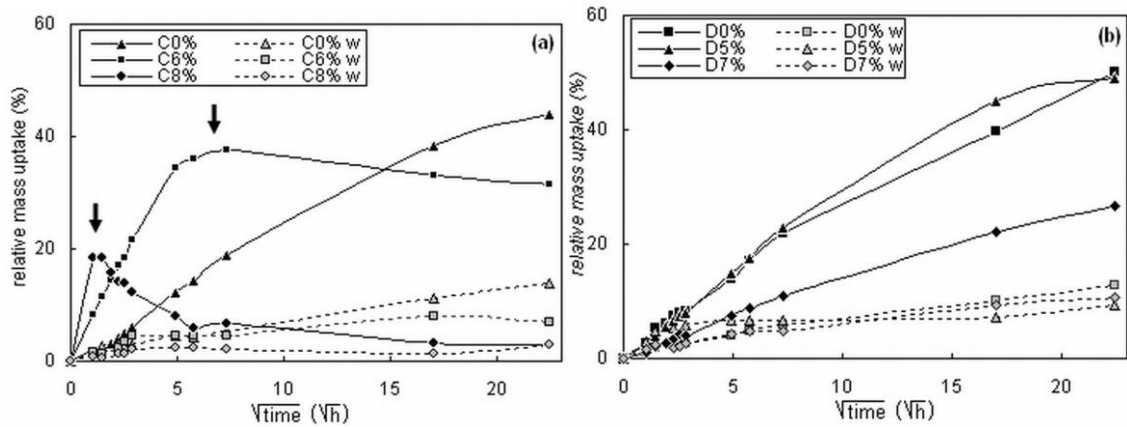 60
(a)
C0%
C0% w
C6%
C6% w
C8%
C8% w
40
20
0
relative mass uptake (%)
0
5
10
15
20
√time (√h)
60
(b)
D0%
D0% w
D5%
D5% w
D7%
D7% w
40
20
0
relative mass uptake (%)
0
5
10
15
20
√time (√h)